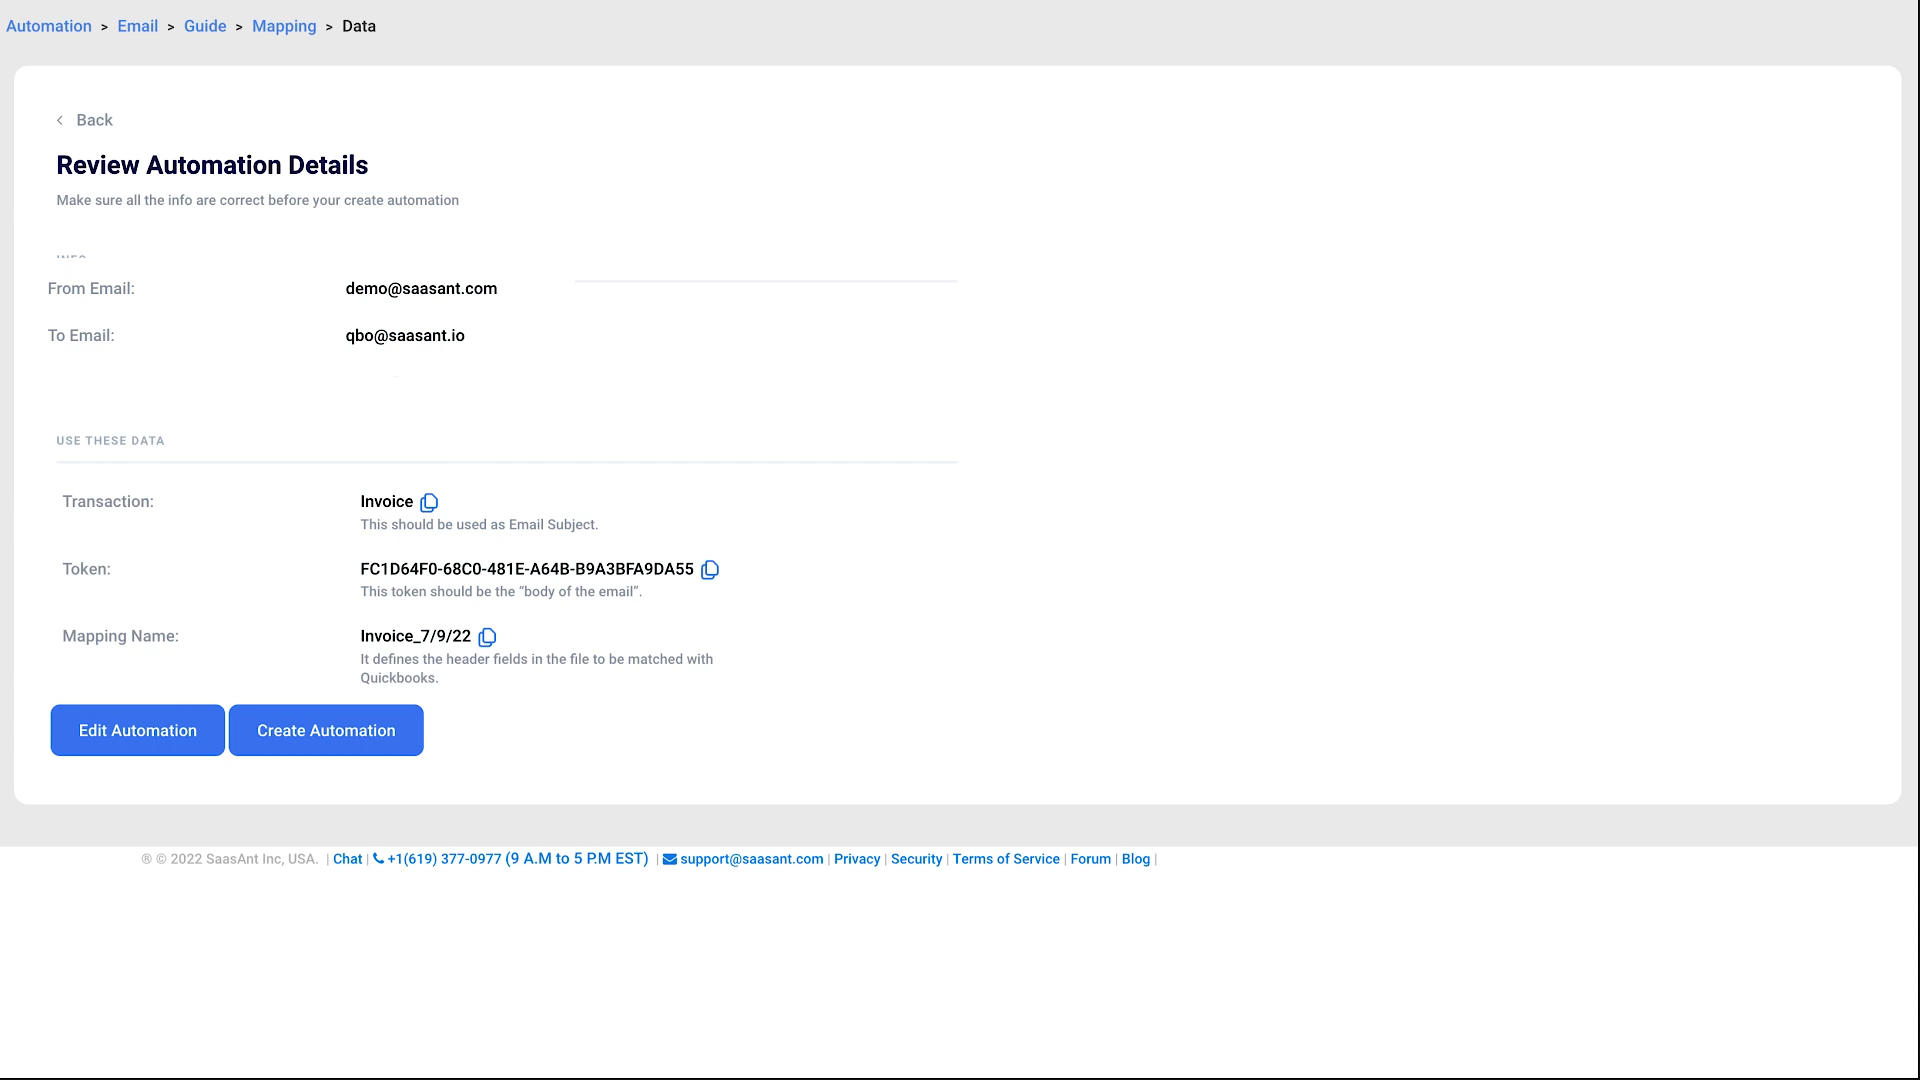 Automation > Email > Guide > Mapping > Data
Back
Review Automation Details
Make sure all the info are correct before your create automation
From Email: demo@saasant.com
To Email: qbo@saasant.io
USE THESE DATA
Transaction: Invoice
This should be used as Email Subject.
Token: FC1D64F0-68C0-481E-A64B-B9A3BFA9DA55
This token should be the “body of the email”.
Mapping Name: Invoice_7/9/22
It defines the header fields in the file to be matched with
Quickbooks.
Edit Automation Create Automation
® © 2022 SaasAnt Inc, USA. | Chat | +1(619) 377-0977 (9 A.M to 5 P.M EST) | support@saasant.com | Privacy | Security | Terms of Service | Forum | Blog |